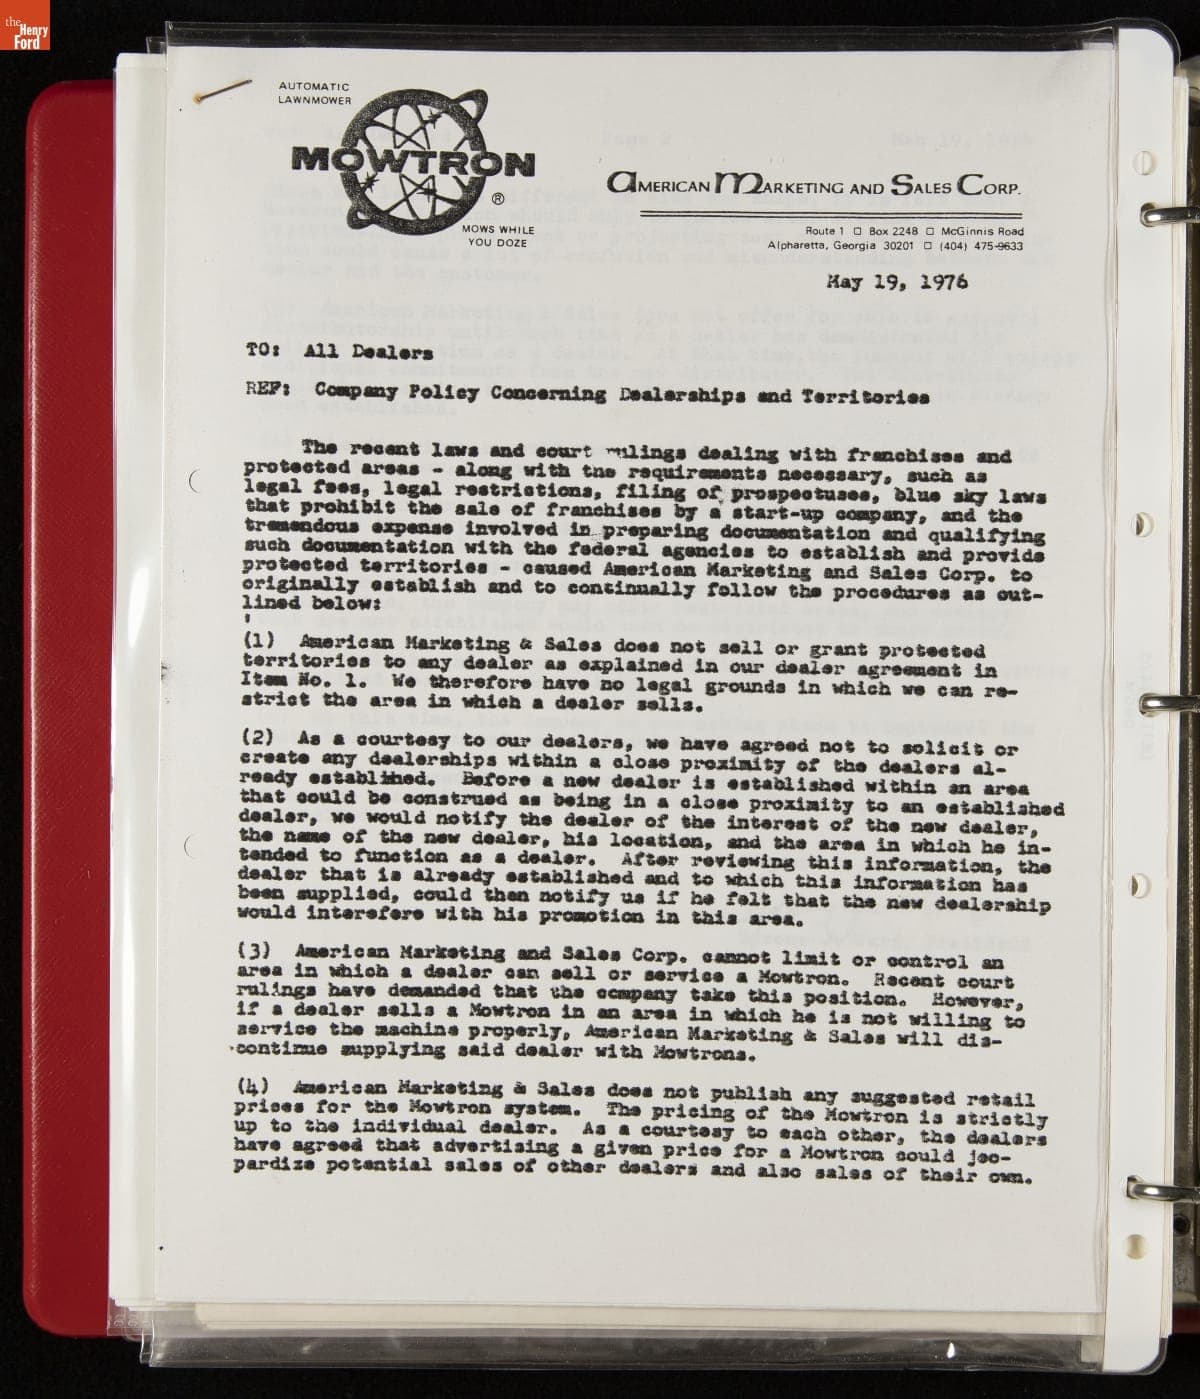 the
Henry
Ford
AUTOMATIC
LAWNMOWER
MOWTRON
®
MOWS WHILE
YOU DOZE
AMERICAN MARKETING AND SALES CORP.
Route 1 □ Box 2248 □ McGinnis Road
Alpharetta, Georgia 30201 □ (404) 475-9633
May 19, 1976
TO: All Dealers
REF: Company Policy Concerning Dealerships and Territories
The recent laws and court rulings dealing with franchises and
protected areas - along with the requirements necessary, such as
legal fees, legal restrictions, filing of prospectuses, blue sky laws
that prohibit the sale of franchises by a start-up company, and the
tremendous expense involved in preparing documentation and qualifying
such documentation with the federal agencies to establish and provide
protected territories - caused American Marketing and Sales Corp. to
originally establish and to continually follow the procedures as out-
lined below:
(1) American Marketing & Sales does not sell or grant protected
territories to any dealer as explained in our dealer agreement in
Item No. 1. We therefore have no legal grounds in which we can re-
strict the area in which a dealer sells.
(2) As a courtesy to our dealers, we have agreed not to solicit or
create any dealerships within a close proximity of the dealers al-
ready established. Before a new dealer is established within an area
that could be construed as being in a close proximity to an established
dealer, we would notify the dealer of the interest of the new dealer,
the name of the new dealer, his location, and the area in which he in-
tended to function as a dealer. After reviewing this information, the
dealer that is already established and to which this information has
been supplied, could then notify us if he felt that the new dealership
would interefere with his promotion in this area.
(3) American Marketing and Sales Corp. cannot limit or control an
area in which a dealer can sell or service a Mowtron. Recent court
rulings have demanded that the company take this position. However,
if a dealer sells a Mowtron in an area in which he is not willing to
service the machine properly, American Marketing & Sales will dis-
continue supplying said dealer with Mowtrons.
(4) American Marketing & Sales does not publish any suggested retail
prices for the Mowtron system. The pricing of the Mowtron is strictly
up to the individual dealer. As a courtesy to each other, the dealers
have agreed that advertising a given price for a Mowtron could jeo-
pardize potential sales of other dealers and also sales of their own.